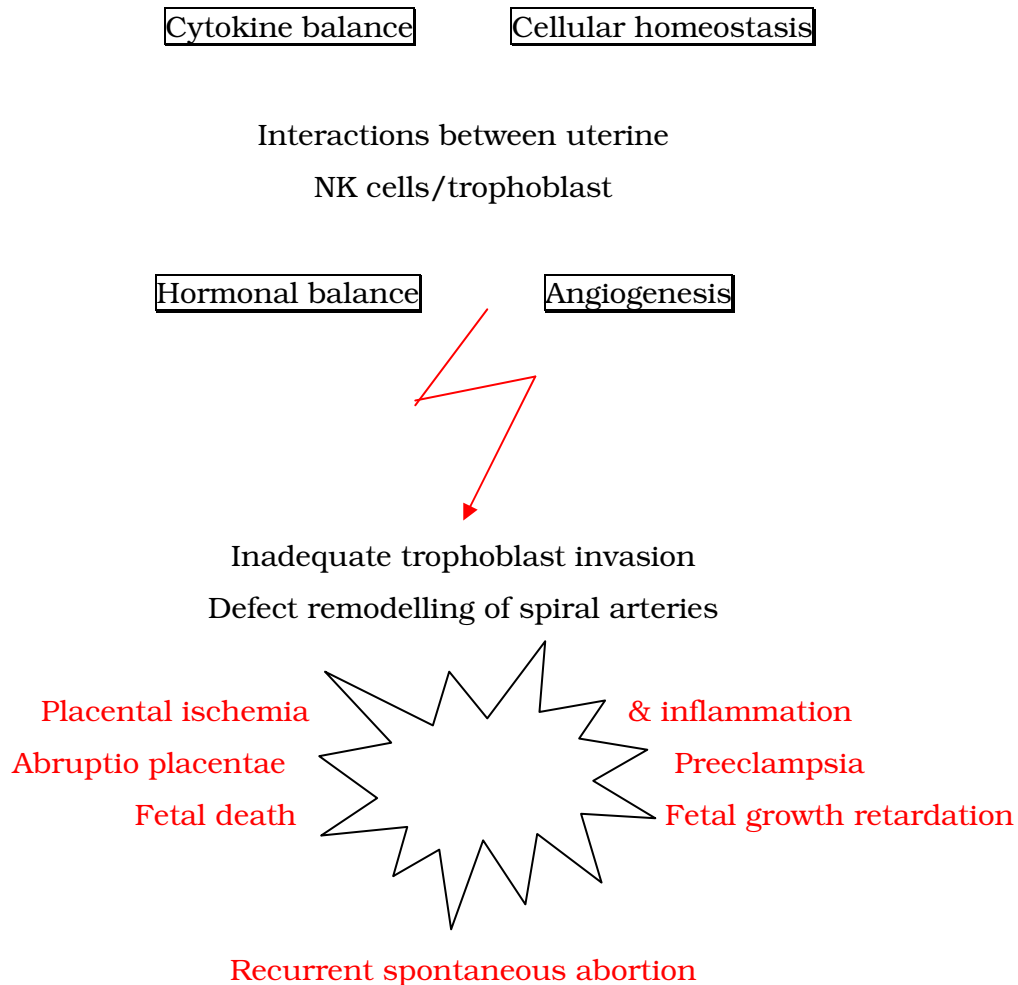 Cytokine balance Cellular homeostasis
Interactions between uterine
NK cells/trophoblast
Hormonal balance Angiogenesis
Inadequate trophoblast invasion
Defect remodelling of spiral arteries
Placental ischemia & inflammation
Abruptio placentae Preeclampsia
Fetal death Fetal growth retardation
Recurrent spontaneous abortion